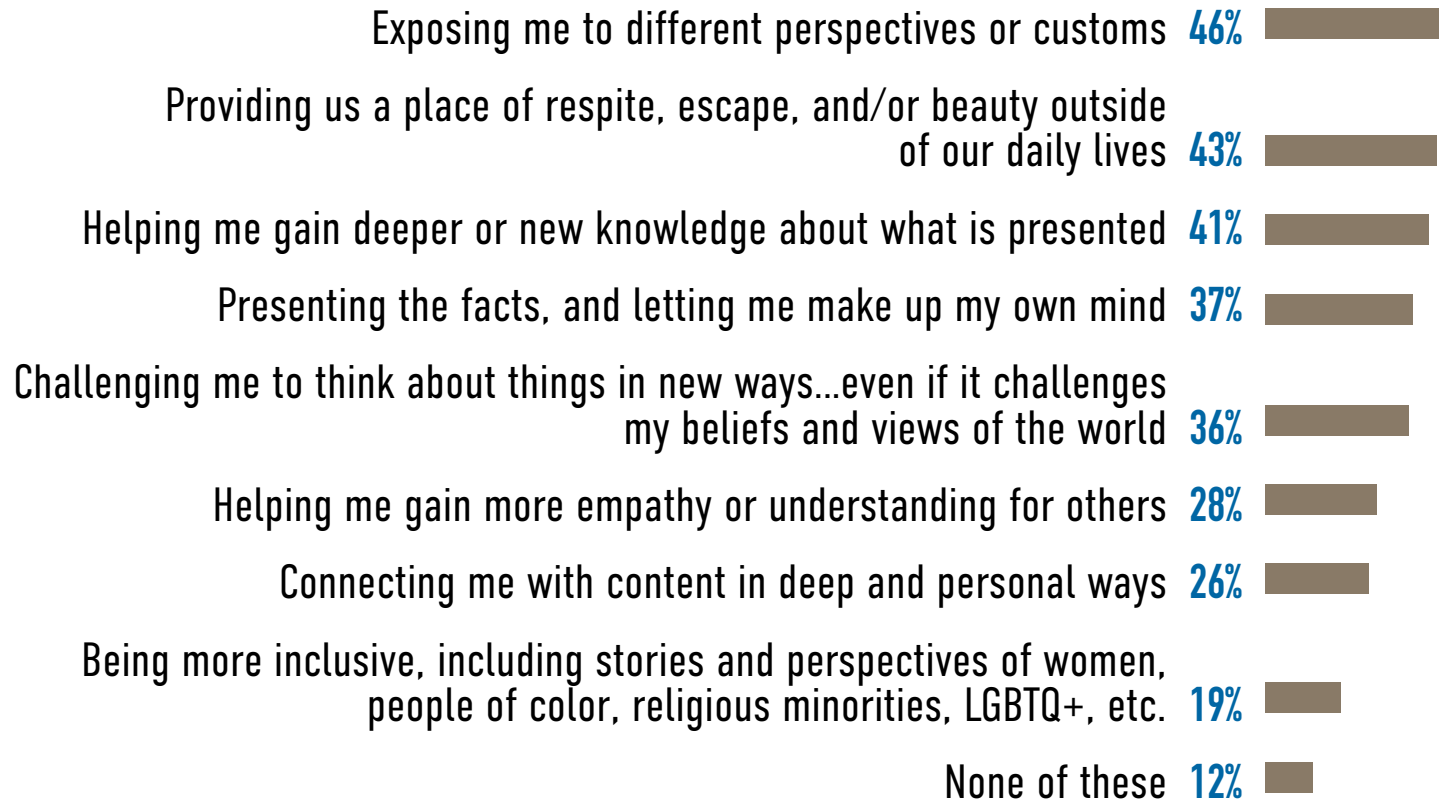 Exposing me to different perspectives or customs 46%
Providing us a place of respite, escape, and/or beauty outside
of our daily lives 43%
Helping me gain deeper or new knowledge about what is presented 41%
Presenting the facts, and letting me make up my own mind 37%
Challenging me to think about things in new ways...even if it challenges
my beliefs and views of the world 36%
Helping me gain more empathy or understanding for others 28%
Connecting me with content in deep and personal ways 26%
Being more inclusive, including stories and perspectives of women,
people of color, religious minorities, LGBTQ+, etc. 19%
None of these 12%